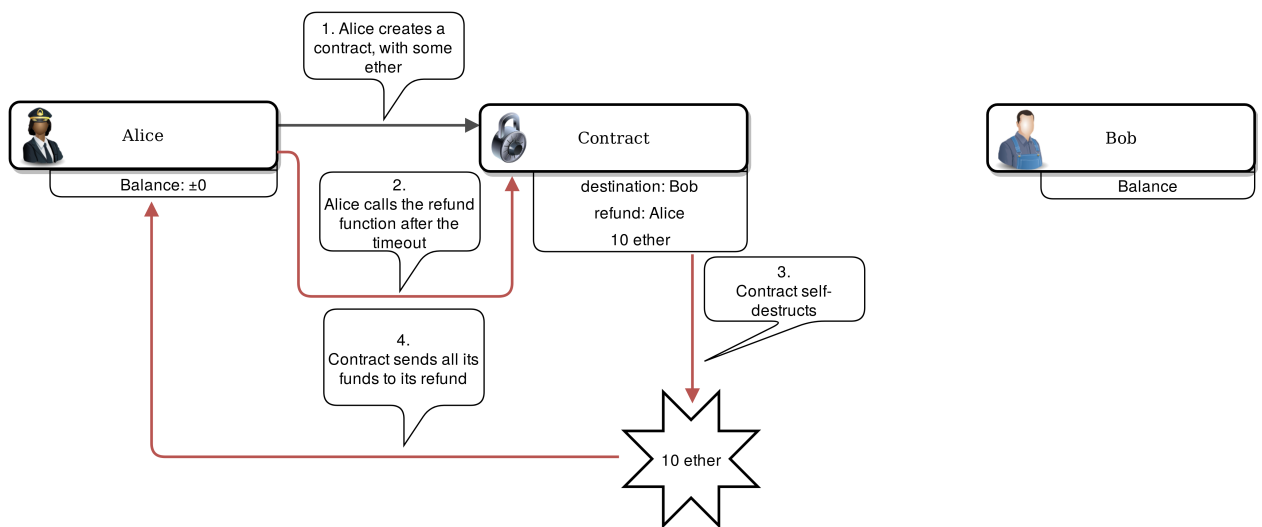 1. Alice creates a
contract, with some
ether
Alice
Contract
Bob
Balance: ±0
2.
Alice calls the refund
function after the
timeout
destination: Bob
refund: Alice
10 ether
Balance
3.
Contract self-
destructs
4.
Contract sends all its
funds to its refund
10 ether